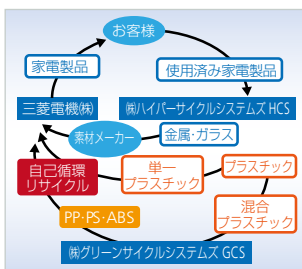 お客様
家電製品
使用済み家電製品
三菱電機㈱
㈱ハイパーサイクルシステムズ HCS
素材メーカー
金属・ガラス
自己循環
リサイクル
単一
プラスチック
プラスチック
混合
プラスチック
PP・PS・ABS
㈱グリーンサイクルシステムズ GCS